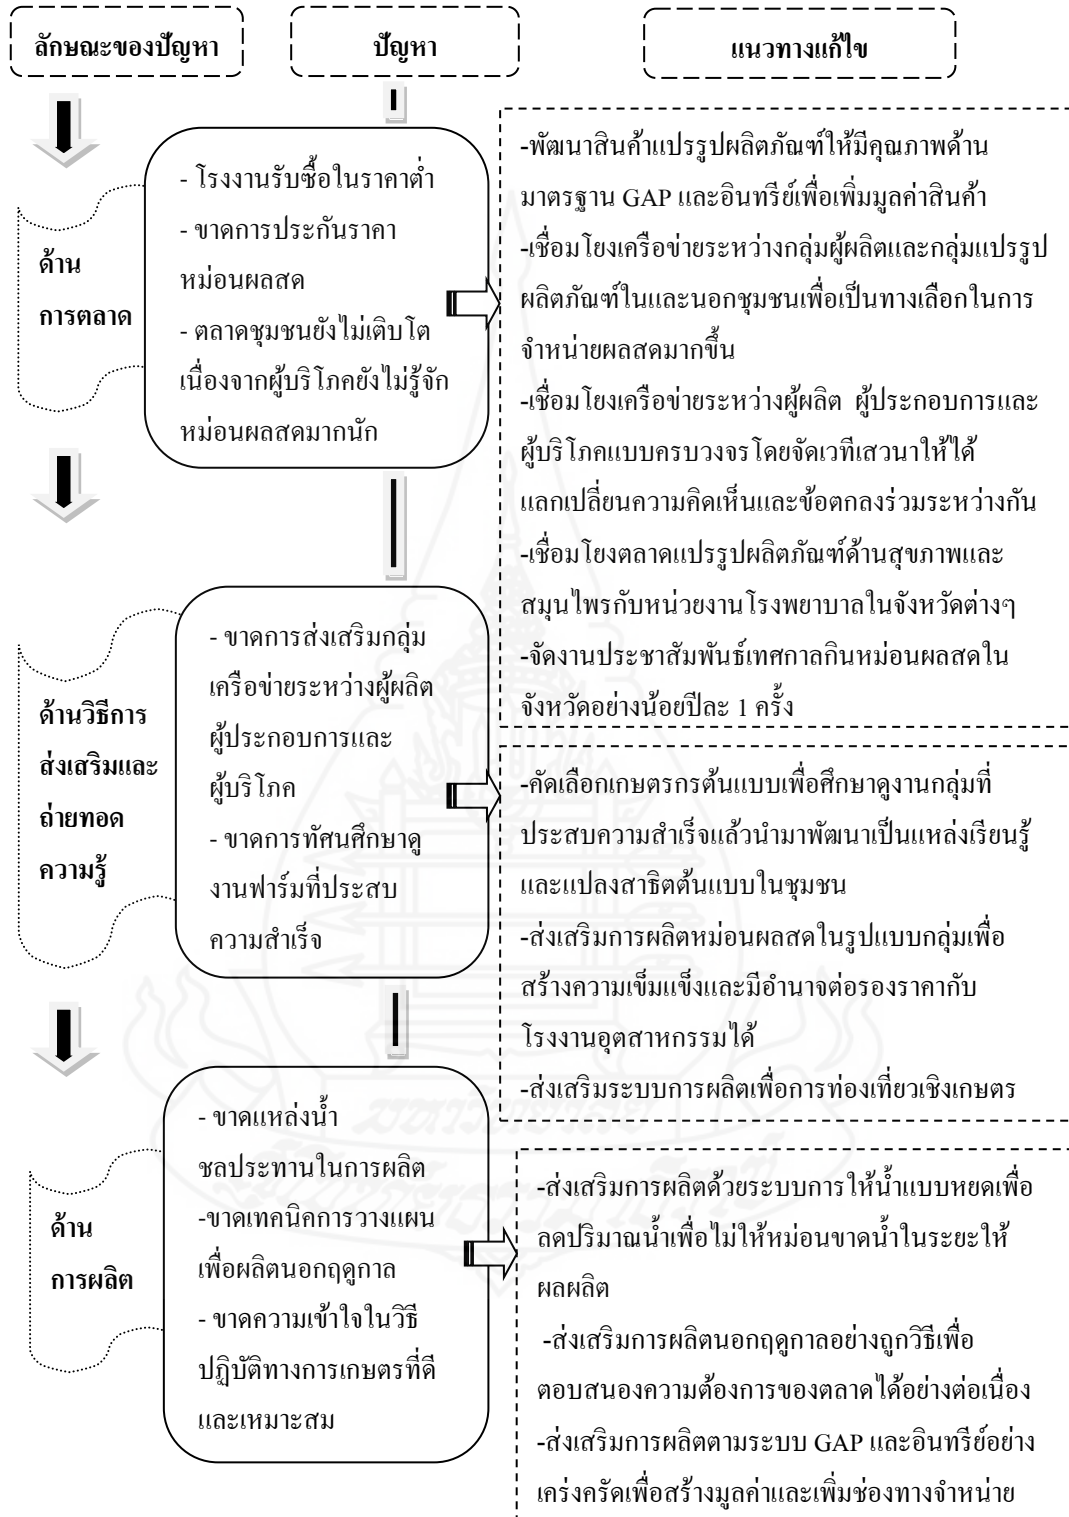 ลักษณะของปัญหา
ปัญหา
แนวทางแก้ไข
ด้าน
การตลาด
- โรงงานรับซื้อในราคาต่ำ
- ขาดการประกันราคา
หม่อนผลสด
- ตลาดชุมชนยังไม่เติบโต
เนื่องจากผู้บริโภคยังไม่รู้จัก
หม่อนผลสดมากนัก
-พัฒนาสินค้าแปรรูปผลิตภัณฑ์ให้มีคุณภาพด้าน
มาตรฐาน GAP และอินทรีย์เพื่อเพิ่มมูลค่าสินค้า
-เชื่อมโยงเครือข่ายระหว่างกลุ่มผู้ผลิตและกลุ่มแปรรูป
ผลิตภัณฑ์ในและนอกชุมชนเพื่อเป็นทางเลือกในการ
จำหน่ายผลสดมากขึ้น
-เชื่อมโยงเครือข่ายระหว่างผู้ผลิต ผู้ประกอบการและ
ผู้บริโภคแบบครบวงจรโดยจัดเวทีเสวนาให้ได้
แลกเปลี่ยนความคิดเห็นและข้อตกลงร่วมระหว่างกัน
-เชื่อมโยงตลาดแปรรูปผลิตภัณฑ์ด้านสุขภาพและ
สมุนไพรกับหน่วยงานโรงพยาบาลในจังหวัดต่างๆ
-จัดงานประชาสัมพันธ์เทศกาลกินหม่อนผลสดใน
จังหวัดอย่างน้อยปีละ 1 ครั้ง
ด้านวิธีการ
ส่งเสริมและ
ถ่ายทอด
ความรู้
- ขาดการส่งเสริมกลุ่ม
เครือข่ายระหว่างผู้ผลิต
ผู้ประกอบการและ
ผู้บริโภค
- ขาดการทัศนศึกษาดู
งานฟาร์มที่ประสบ
ความสำเร็จ
-คัดเลือกเกษตรกรต้นแบบเพื่อศึกษาดูงานกลุ่มที่
ประสบความสำเร็จแล้วนำมาพัฒนาเป็นแหล่งเรียนรู้
และแปลงสาธิตต้นแบบในชุมชน
-ส่งเสริมการผลิตหม่อนผลสดในรูปแบบกลุ่มเพื่อ
สร้างความเข็มแข็งและมีอำนาจต่อรองราคากับ
โรงงานอุตสาหกรรมได้
-ส่งเสริมระบบการผลิตเพื่อการท่องเที่ยวเชิงเกษตร
ด้าน
การผลิต
- ขาดแหล่งน้ำ
ชลประทานในการผลิต
-ขาดเทคนิคการวางแผน
เพื่อผลิตนอกฤดูกาล
- ขาดความเข้าใจในวิธี
ปฏิบัติทางการเกษตรที่ดี
และเหมาะสม
-ส่งเสริมการผลิตด้วยระบบการให้น้ำแบบหยดเพื่อ
ลดปริมาณน้ำเพื่อไม่ให้หม่อนขาดน้ำในระยะให้
ผลผลิต
-ส่งเสริมการผลิตนอกฤดูกาลอย่างถูกวิธีเพื่อ
ตอบสนองความต้องการของตลาดได้อย่างต่อเนื่อง
-ส่งเสริมการผลิตตามระบบ GAP และอินทรีย์อย่าง
เคร่งครัดเพื่อสร้างมูลค่าและเพิ่มช่องทางจำหน่าย